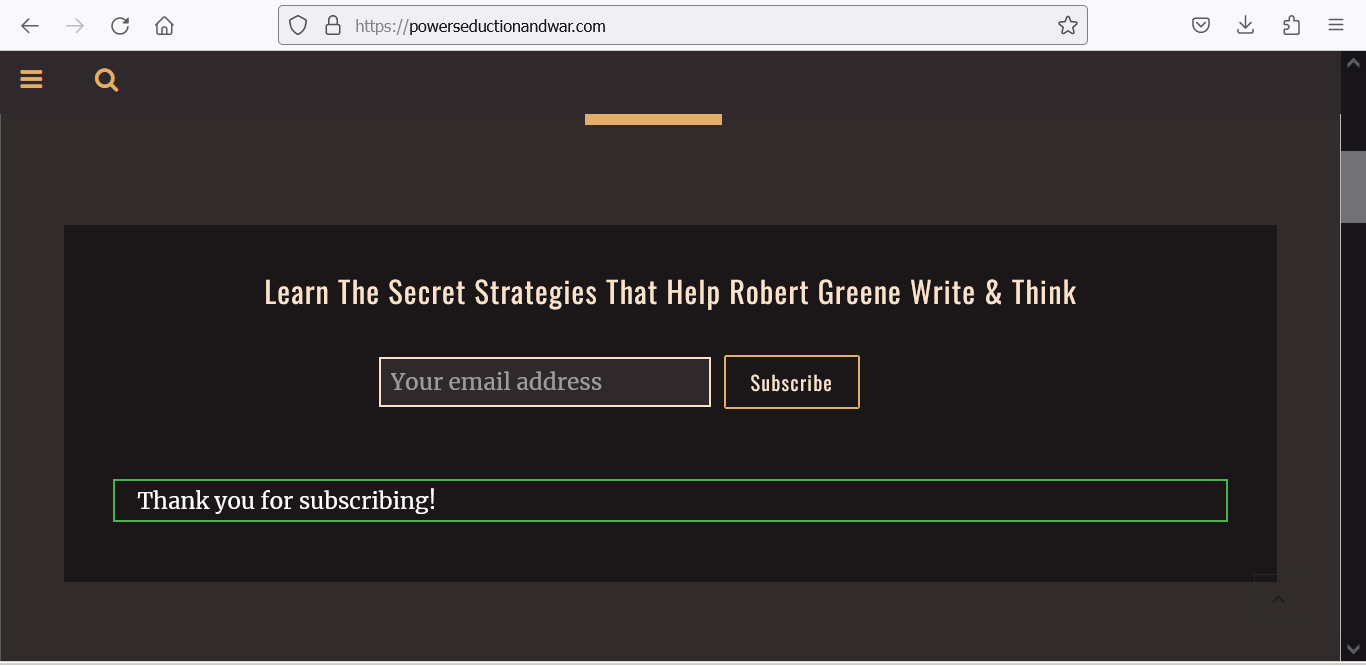 https://powerseductionandwar.com
Learn The Secret Strategies That Help Robert Greene Write & Think
Your email address
Subscribe
Thank you for subscribing!